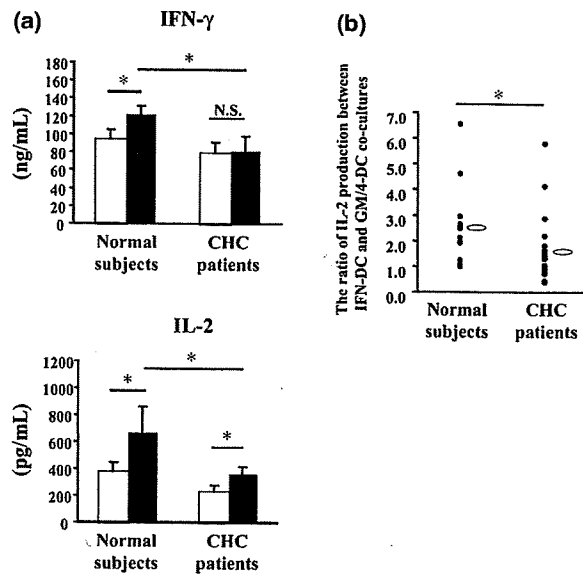 (a)
IFN-γ
(ng/mL)
180
160
140
120
100
80
60
40
20
0
*
*
N.S.
Normal
subjects
CHC
patients
IL-2
(pg/mL)
1200
1000
800
600
400
200
0
*
*
*
Normal
subjects
CHC
patients
(b)
The ratio of IL-2 production between
IFN-DC and GM/4-DC co-cultures
*
7.0
6.0
5.0
4.0
3.0
2.0
1.0
0.0
Normal
subjects
CHC
patients